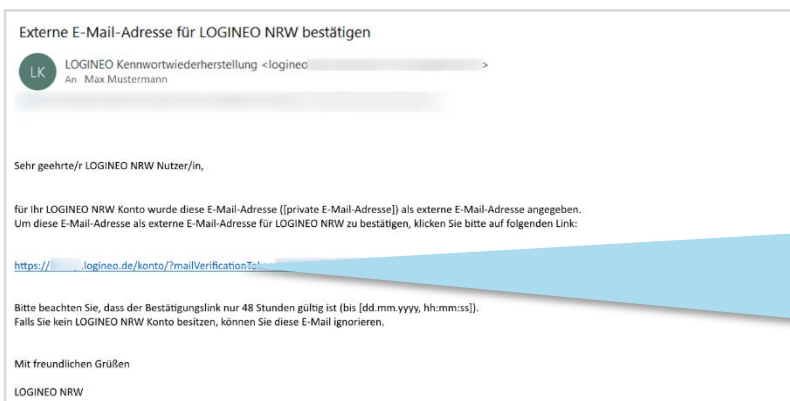 Externe E-Mail-Adresse für LOGINEO NRW bestätigen
LK
LOGINEO Kennwortwiederherstellung <logineo >
An Max Mustermann
Sehr geehrte/r LOGINEO NRW Nutzer/in,
für Ihr LOGINEO NRW Konto wurde diese E-Mail-Adresse ([private E-Mail-Adresse]) als externe E-Mail-Adresse angegeben.
Um diese E-Mail-Adresse als externe E-Mail-Adresse für LOGINEO NRW zu bestätigen, klicken Sie bitte auf folgenden Link:
https:// .logineo.de/konto/?mailVerificationToken
Bitte beachten Sie, dass der Bestätigungslink nur 48 Stunden gültig ist (bis [dd.mm.yyyy, hh:mm:ss]).
Falls Sie kein LOGINEO NRW Konto besitzen, können Sie diese E-Mail ignorieren.
Mit freundlichen Grüßen
LOGINEO NRW